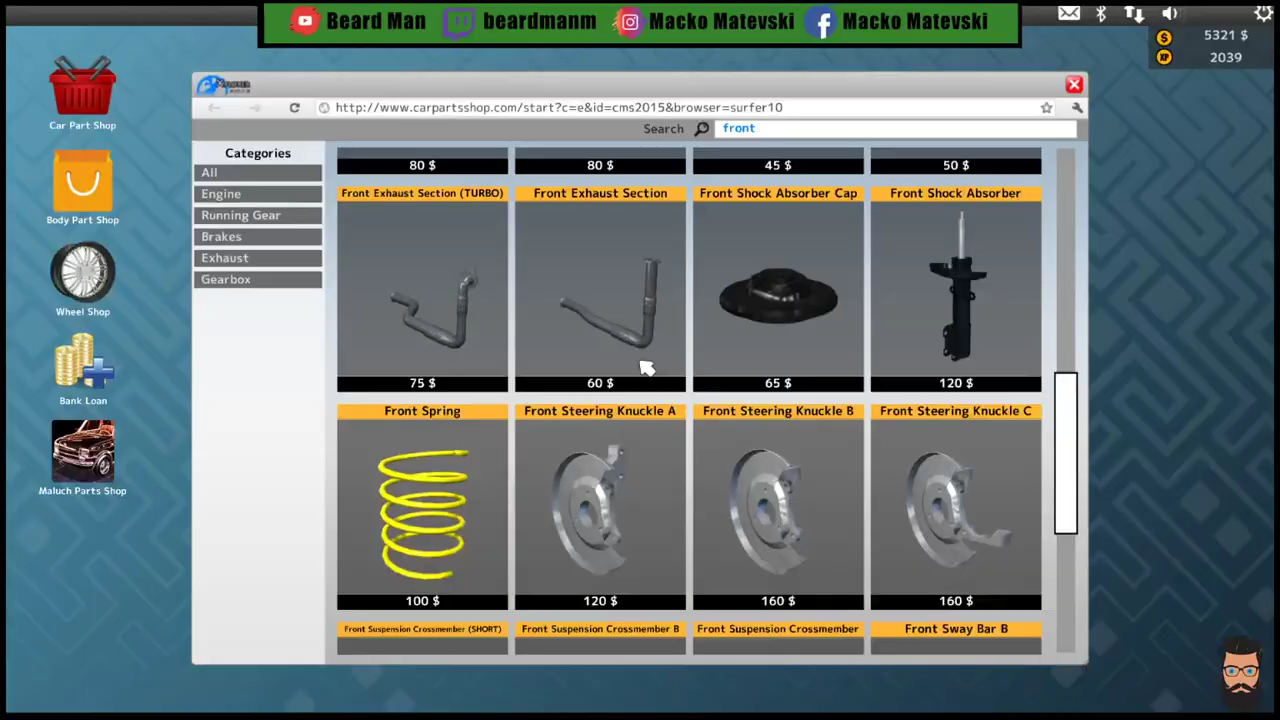 Beard Man beardmanm Macko Matevski Macko Matevski
5321 $
2039
Car Part Shop
Body Part Shop
Wheel Shop
Bank Loan
Maluch Parts Shop
http://www.carpartsshop.com/start?c=e&id=cms2015&browser=surfer10
Search front
Categories
All
Engine
Running Gear
Brakes
Exhaust
Gearbox
80 $ 80 $ 45 $ 50 $
Front Exhaust Section (TURBO) Front Exhaust Section Front Shock Absorber Cap Front Shock Absorber
75 $ 60 $ 65 $ 120 $
Front Spring Front Steering Knuckle A Front Steering Knuckle B Front Steering Knuckle C
100 $ 120 $ 160 $ 160 $
Front Suspension Crossmember (SHORT) Front Suspension Crossmember B Front Suspension Crossmember Front Sway Bar B